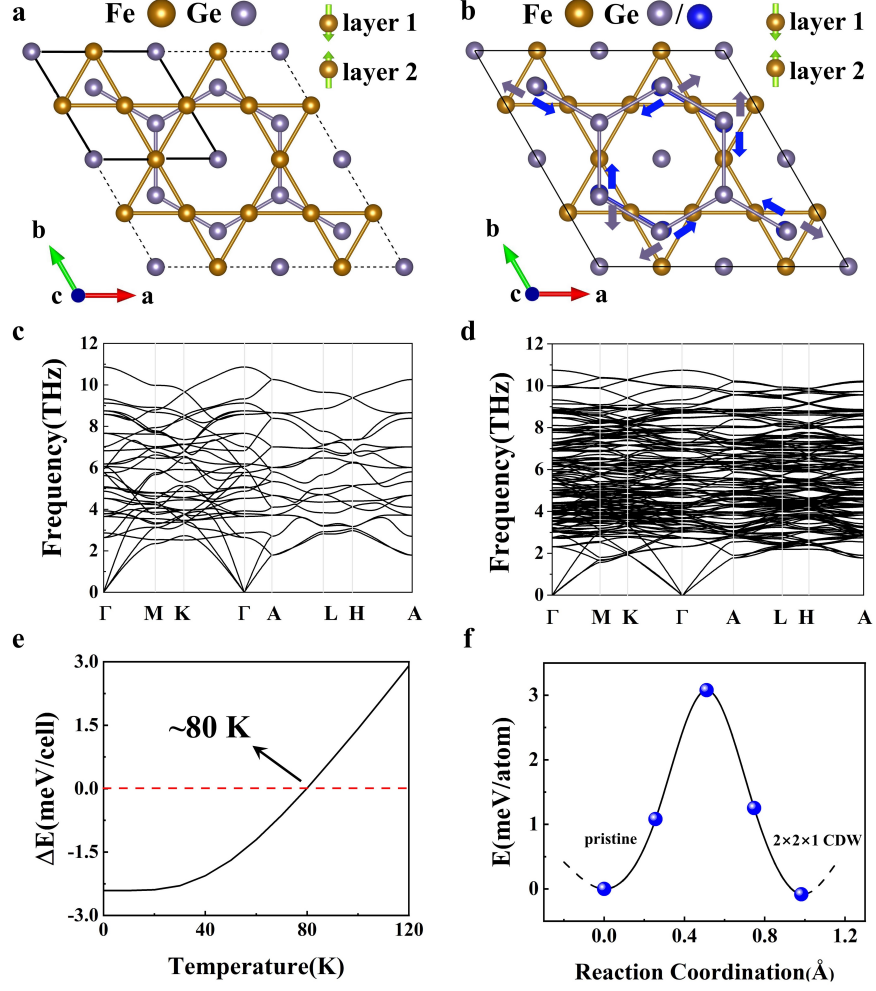 a
Fe Ge
layer 1
layer 2
b
c
a
b
Fe Ge /
layer 1
layer 2
b
c
a
c
Frequency(THz)
12
10
8
6
4
2
0
Γ M K Γ A L H A
d
Frequency(THz)
12
10
8
6
4
2
0
Γ M K Γ A L H A
e
ΔE(meV/cell)
3.0
1.5
0.0
-1.5
-3.0
~80 K
0 40 80 120
Temperature(K)
f
E(meV/atom)
3
2
1
0
pristine
2×2×1 CDW
0.0 0.4 0.8 1.2
Reaction Coordination(Å)